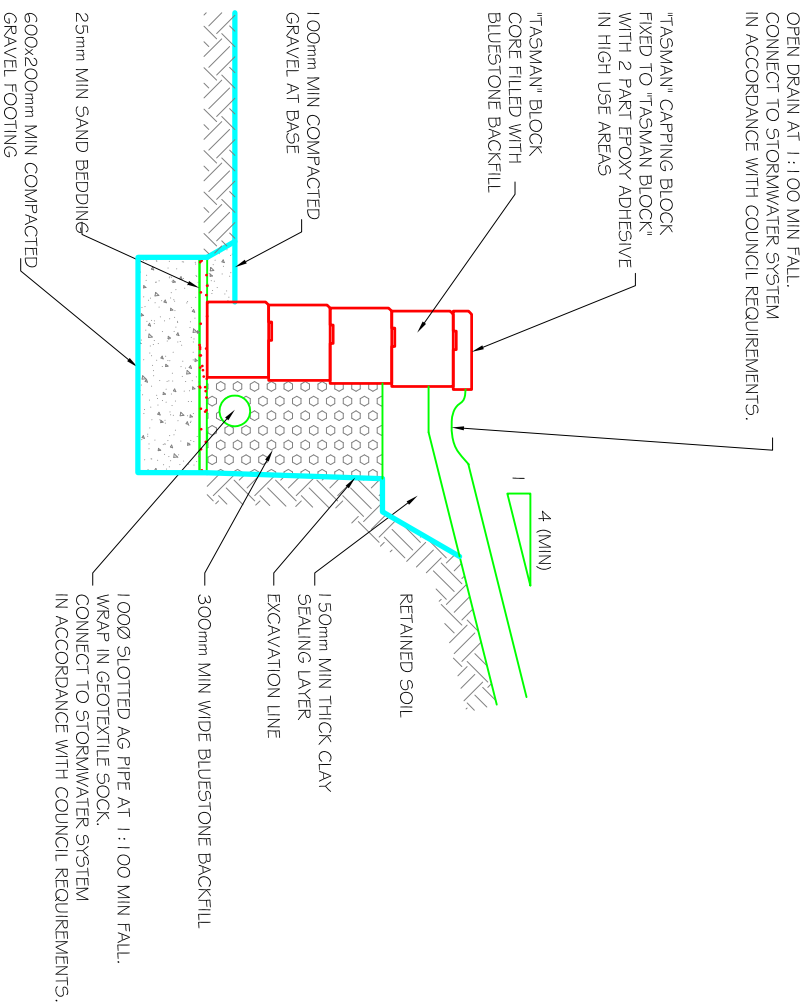 OPEN DRAIN AT 1:100 MIN FALL.
CONNECT TO STORMWATER SYSTEM
IN ACCORDANCE WITH COUNCIL REQUIREMENTS.
"TASMAN" CAPPING BLOCK
FIXED TO "TASMAN BLOCK"
WITH 2 PART EPOXY ADHESIVE
IN HIGH USE AREAS
"TASMAN" BLOCK
CORE FILLED WITH
BLUESTONE BACKFILL
100mm MIN COMPACTED
GRAVEL AT BASE
25mm MIN SAND BEDDING
600x200mm MIN COMPACTED
GRAVEL FOOTING
4 (MIN)
1
RETAINED SOIL
150mm MIN THICK CLAY
SEALING LAYER
EXCAVATION LINE
300mm MIN WIDE BLUESTONE BACKFILL
100Ø SLOTTED AG PIPE AT 1:100 MIN FALL.
WRAP IN GEOTEXTILE SOCK.
CONNECT TO STORMWATER SYSTEM
IN ACCORDANCE WITH COUNCIL REQUIREMENTS.